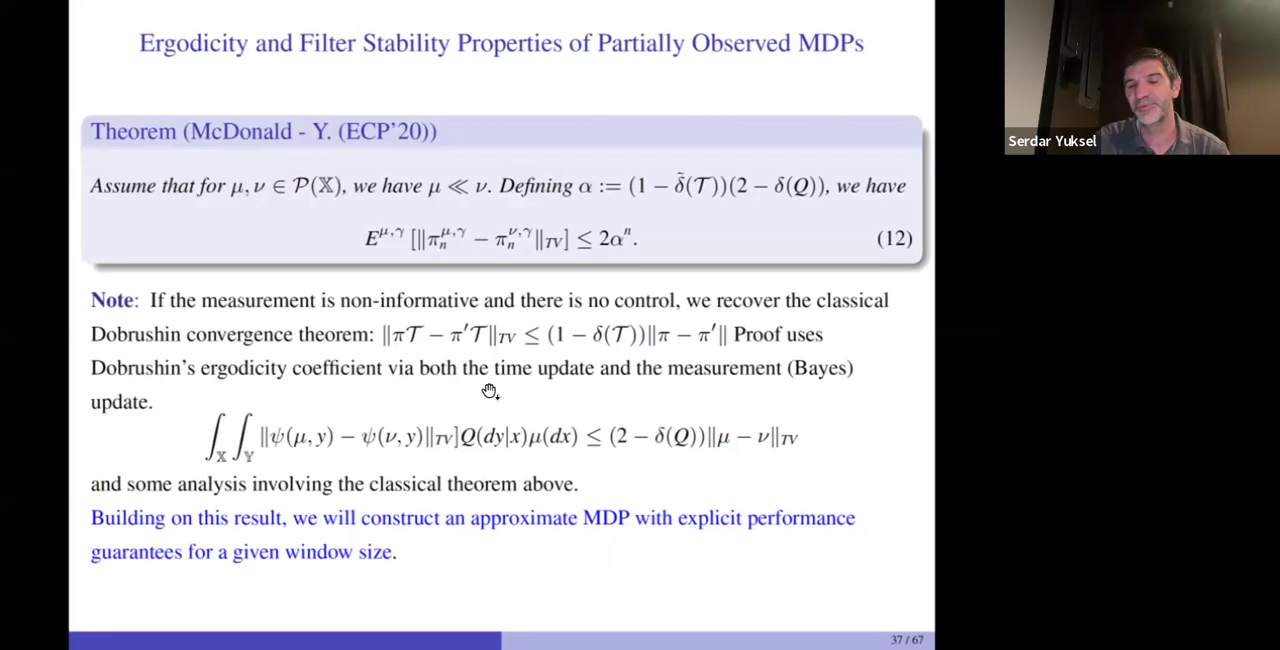 Ergodicity and Filter Stability Properties of Partially Observed MDPs
Theorem (McDonald - Y. (ECP'20))
Assume that for μ, ν ∈ 𝒫(𝕏), we have μ ≪ ν. Defining α := (1 − δ̃(𝒯))(2 − δ(Q)), we have
E^{μ,γ} [‖π_n^{μ,γ} − π_n^{ν,γ}‖_{TV}] ≤ 2α^n. (12)
Note: If the measurement is non-informative and there is no control, we recover the classical
Dobrushin convergence theorem: ‖π𝒯 − π′𝒯‖_{TV} ≤ (1 − δ(𝒯))‖π − π′‖ Proof uses
Dobrushin's ergodicity coefficient via both the time update and the measurement (Bayes)
update.
∫_𝕏 ∫_𝕐 ‖ψ(μ, y) − ψ(ν, y)‖_{TV}]Q(dy|x)μ(dx) ≤ (2 − δ(Q))‖μ − ν‖_{TV}
and some analysis involving the classical theorem above.
Building on this result, we will construct an approximate MDP with explicit performance
guarantees for a given window size.
37 / 67
Serdar Yuksel